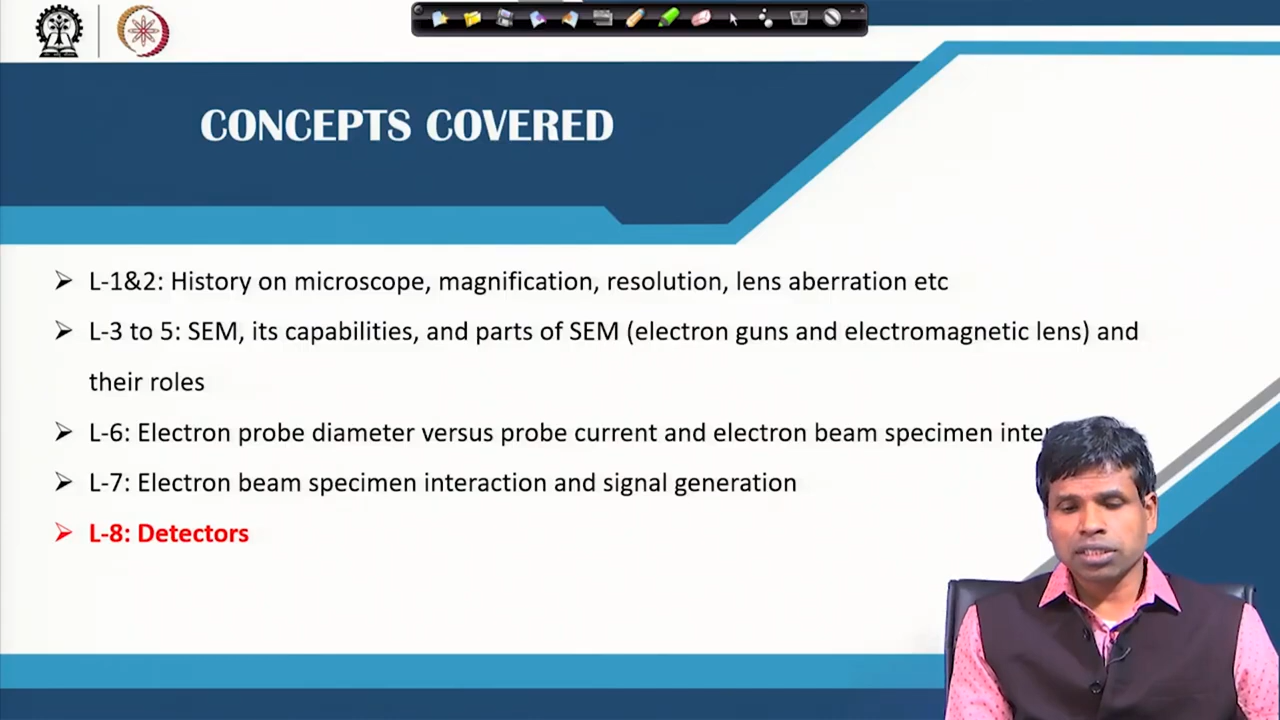 CONCEPTS COVERED
L-1&2: History on microscope, magnification, resolution, lens aberration etc
L-3 to 5: SEM, its capabilities, and parts of SEM (electron guns and electromagnetic lens) and
their roles
L-6: Electron probe diameter versus probe current and electron beam specimen
L-7: Electron beam specimen interaction and signal generation
L-8: Detectors